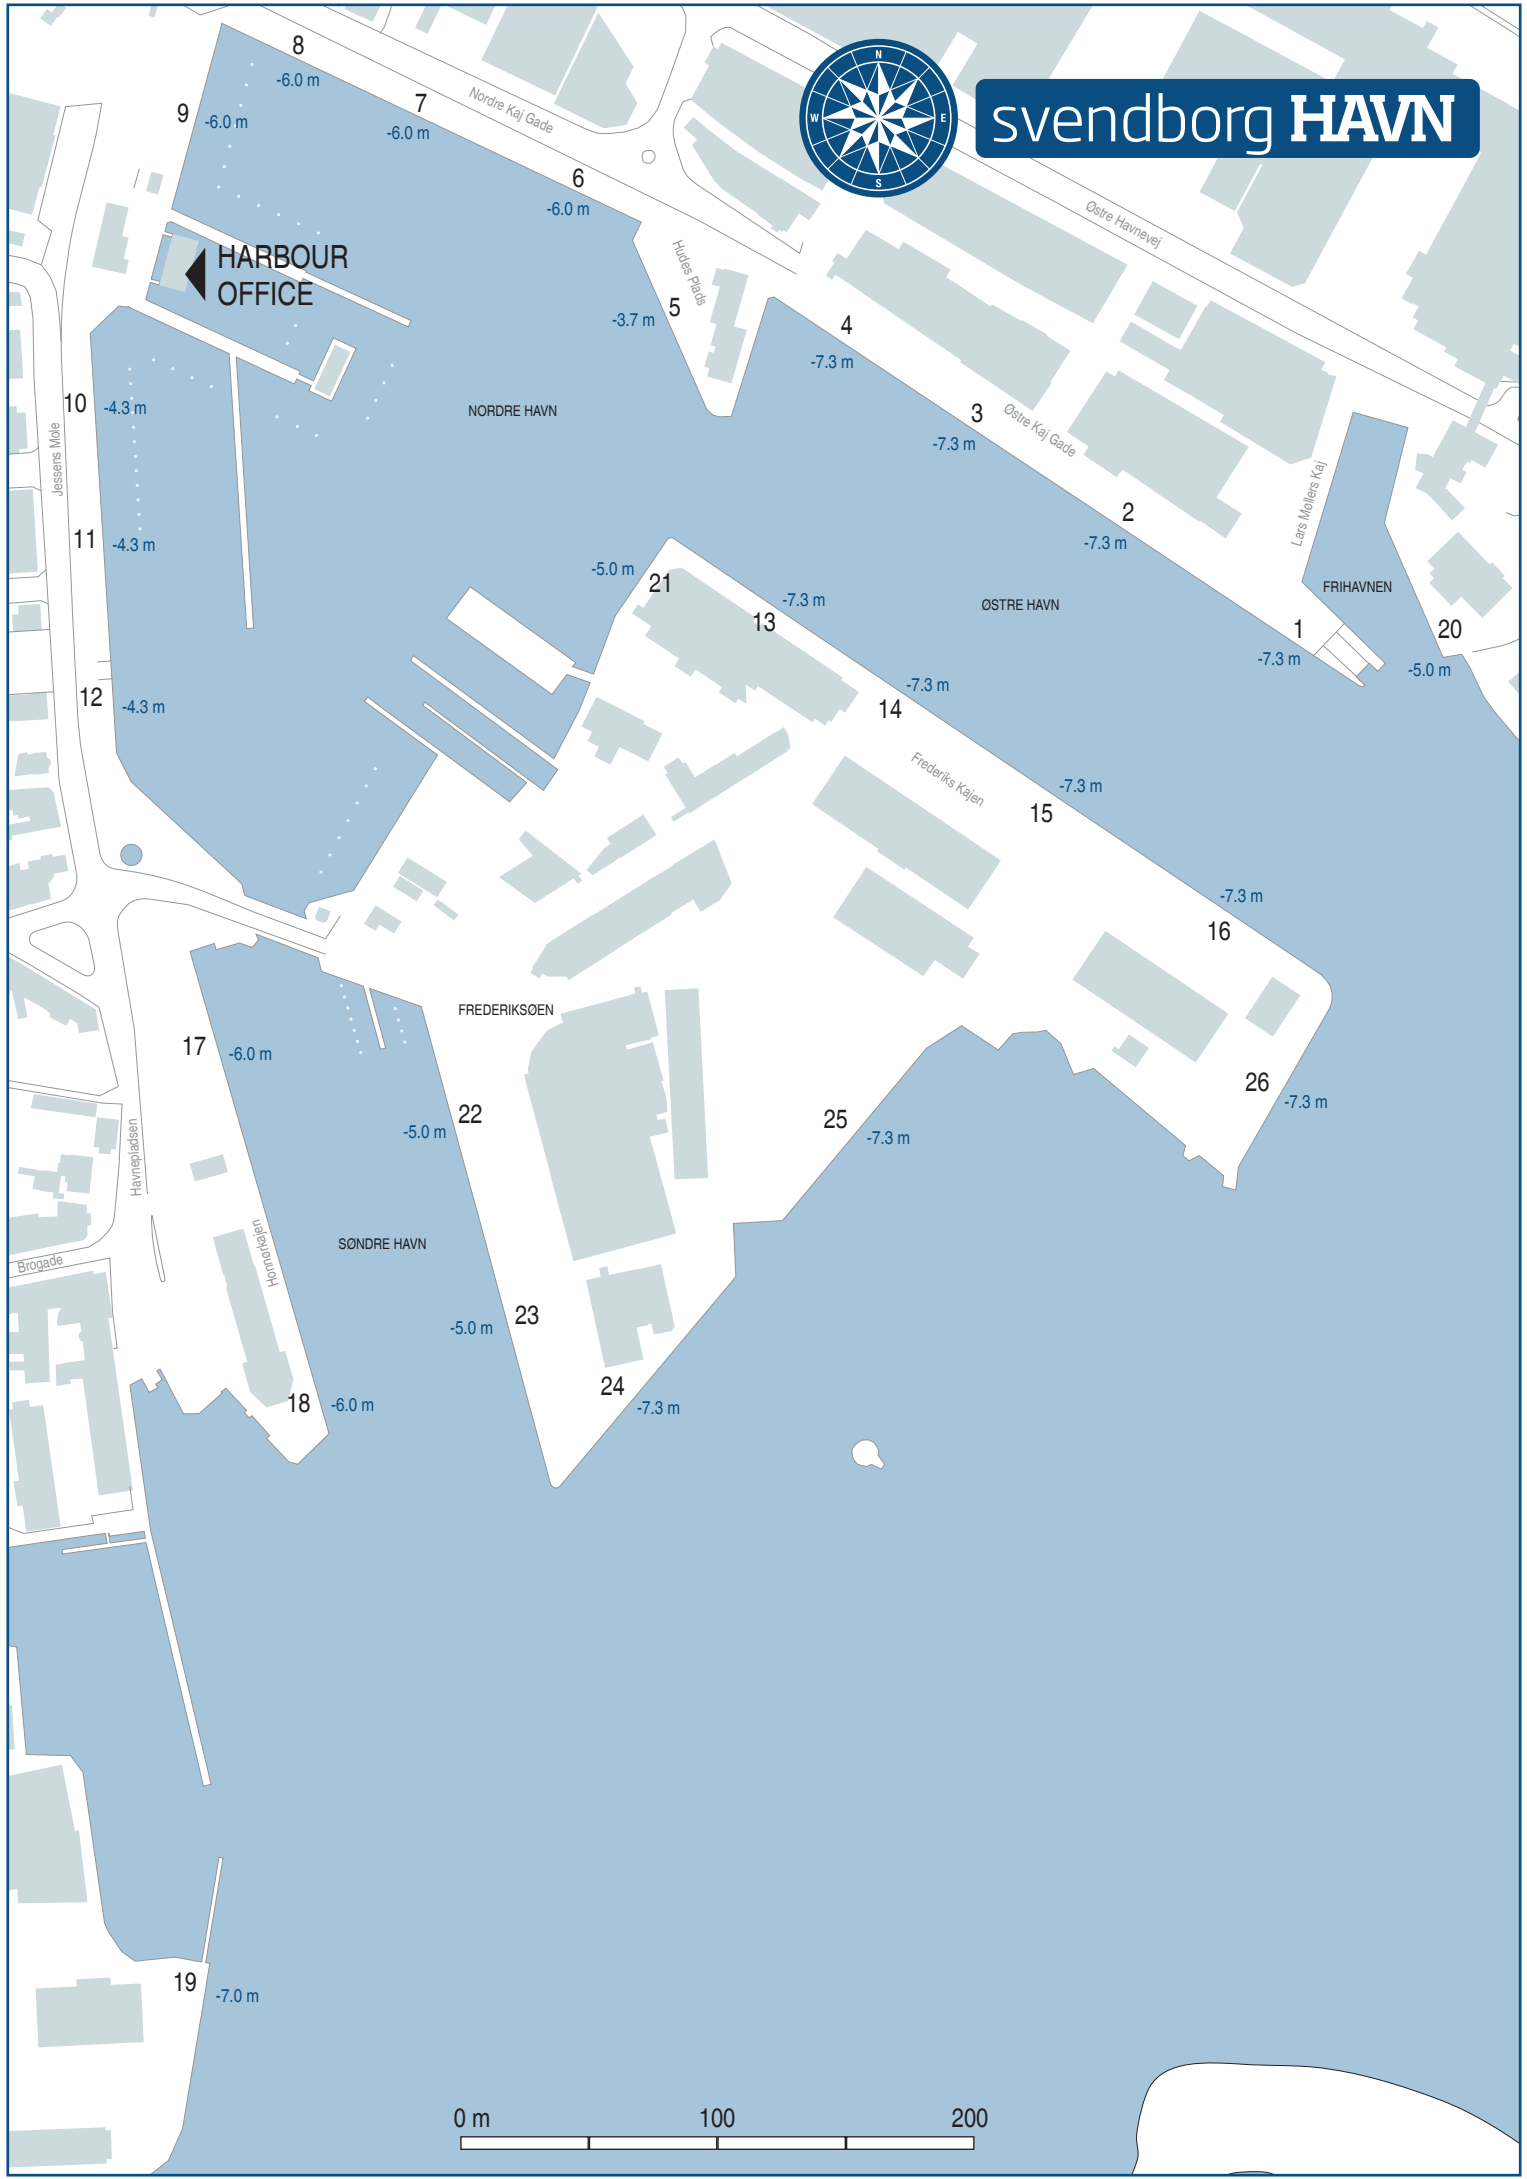 svendborg HAVN
N
W
E
S
8
-6.0 m
9
-6.0 m
7
-6.0 m
Nordre Kaj Gade
6
-6.0 m
Østre Havnevej
HARBOUR
OFFICE
Hudes Plads
5
-3.7 m
4
-7.3 m
10
-4.3 m
NORDRE HAVN
3
-7.3 m
Østre Kaj Gade
Jessens Mole
Lars Møllers Kaj
2
-7.3 m
11
-4.3 m
-5.0 m
21
-7.3 m
13
ØSTRE HAVN
FRIHAVNEN
1
-7.3 m
20
-5.0 m
12
-4.3 m
-7.3 m
14
Frederiks Kajen
-7.3 m
15
-7.3 m
16
FREDERIKSØEN
17
-6.0 m
22
-5.0 m
25
-7.3 m
26
-7.3 m
Havnepladsen
Honnørkajen
SØNDRE HAVN
Brogade
23
-5.0 m
24
-7.3 m
18
-6.0 m
19
-7.0 m
0 m
100
200